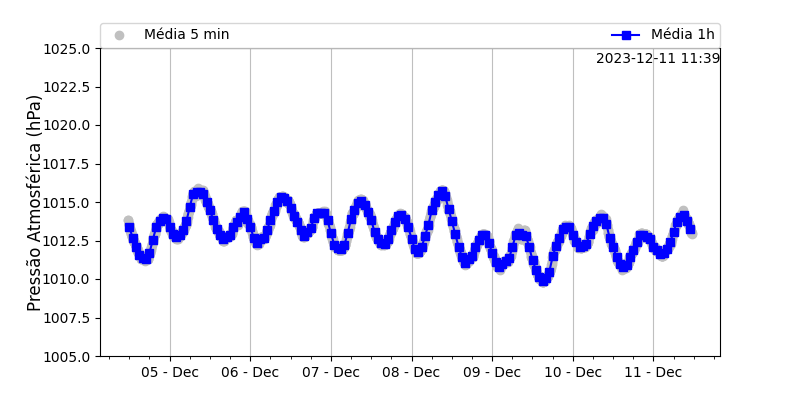 Média 5 min
Média 1h
2023-12-11 11:39
Pressão Atmosférica (hPa)
1025.0
1022.5
1020.0
1017.5
1015.0
1012.5
1010.0
1007.5
1005.0
05 - Dec
06 - Dec
07 - Dec
08 - Dec
09 - Dec
10 - Dec
11 - Dec